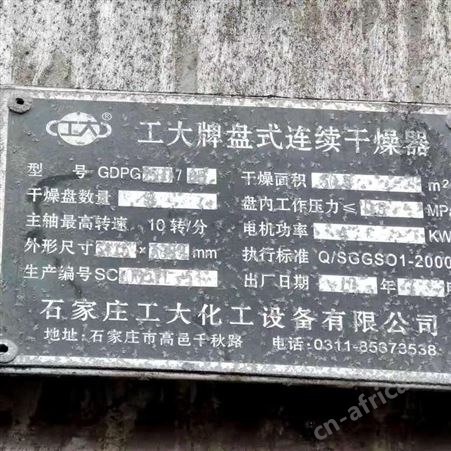 工大® 工大牌盘式连续干燥器
型 号 GDPG / 干燥面积 m²
干燥盘数量 盘内工作压力≤ MPa
主轴最高转速 10 转/分 电机功率 KW
外形尺寸 × mm 执行标准 Q/SGGS01-2000
生产编号 SC 出厂日期 年
石家庄工大化工设备有限公司
地址：石家庄市高邑千秋路 电话：0311-85373538
cn-africa